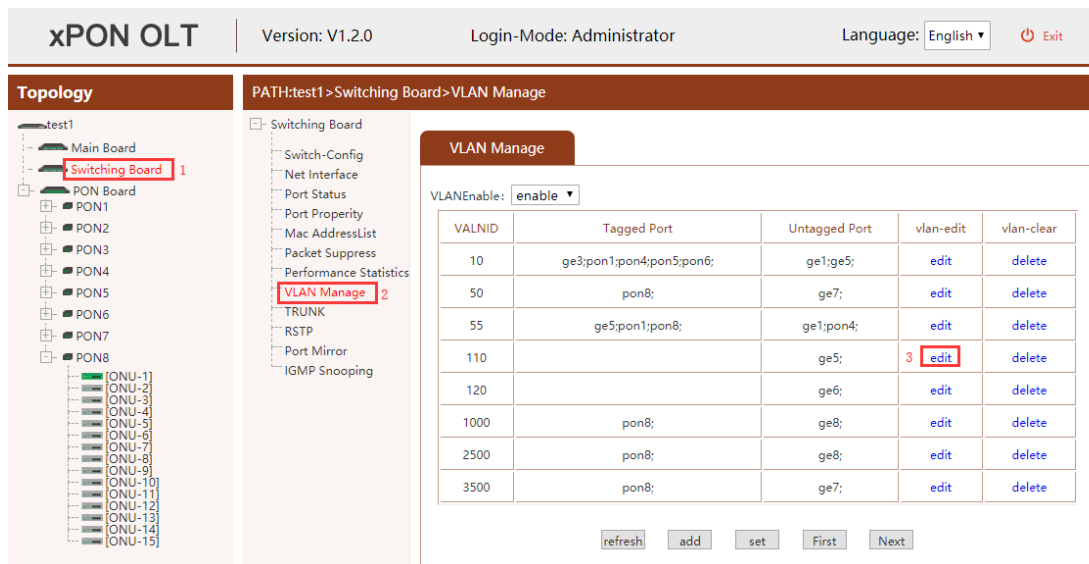 xPON OLT Version: V1.2.0 Login-Mode: Administrator Language: English Exit
Topology
test1
Main Board
Switching Board 1
PON Board
PON1
PON2
PON3
PON4
PON5
PON6
PON7
PON8
[ONU-1]
[ONU-2]
[ONU-3]
[ONU-4]
[ONU-5]
[ONU-6]
[ONU-7]
[ONU-8]
[ONU-9]
[ONU-10]
[ONU-11]
[ONU-12]
[ONU-13]
[ONU-14]
[ONU-15]
PATH:test1>Switching Board>VLAN Manage
Switching Board
Switch-Config
Net Interface
Port Status
Port Properity
Mac AddressList
Packet Suppress
Performance Statistics
VLAN Manage 2
TRUNK
RSTP
Port Mirror
IGMP Snooping
VLAN Manage
VLANEnable: enable
VALNID Tagged Port Untagged Port vlan-edit vlan-clear
10 ge3;pon1;pon4;pon5;pon6; ge1;ge5; edit delete
50 pon8; ge7; edit delete
55 ge5;pon1;pon8; ge1;pon4; edit delete
110 ge5; 3 edit delete
120 ge6; edit delete
1000 pon8; ge8; edit delete
2500 pon8; ge8; edit delete
3500 pon8; ge7; edit delete
refresh add set First Next